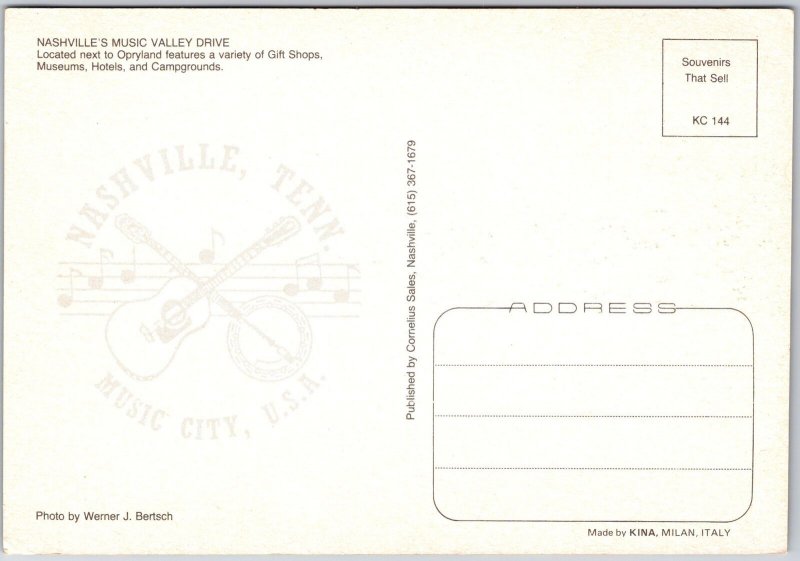 NASHVILLE'S MUSIC VALLEY DRIVE
Located next to Opryland features a variety of Gift Shops,
Museums, Hotels, and Campgrounds.
Souvenirs
That Sell
KC 144
NASHVILLE, TENN.
MUSIC CITY, U.S.A.
Published by Cornelius Sales, Nashville, (615) 367-1679
ADDRESS
Photo by Werner J. Bertsch
Made by KINA, MILAN, ITALY